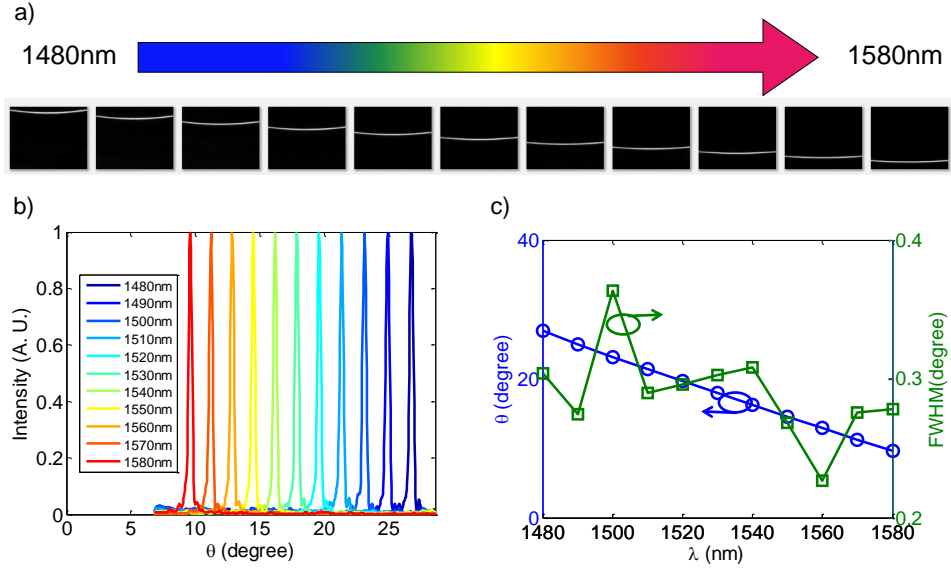 a)
1480nm
1580nm
b)
Intensity (A. U.)
1
0.8
0.6
0.4
0.2
0
1480nm
1490nm
1500nm
1510nm
1520nm
1530nm
1540nm
1550nm
1560nm
1570nm
1580nm
0 5 10 15 20 25
θ (degree)
c)
θ (degree)
40
20
0
0.4
0.3
0.2
FWHM(degree)
1480 1500 1520 1540 1560 1580
λ (nm)